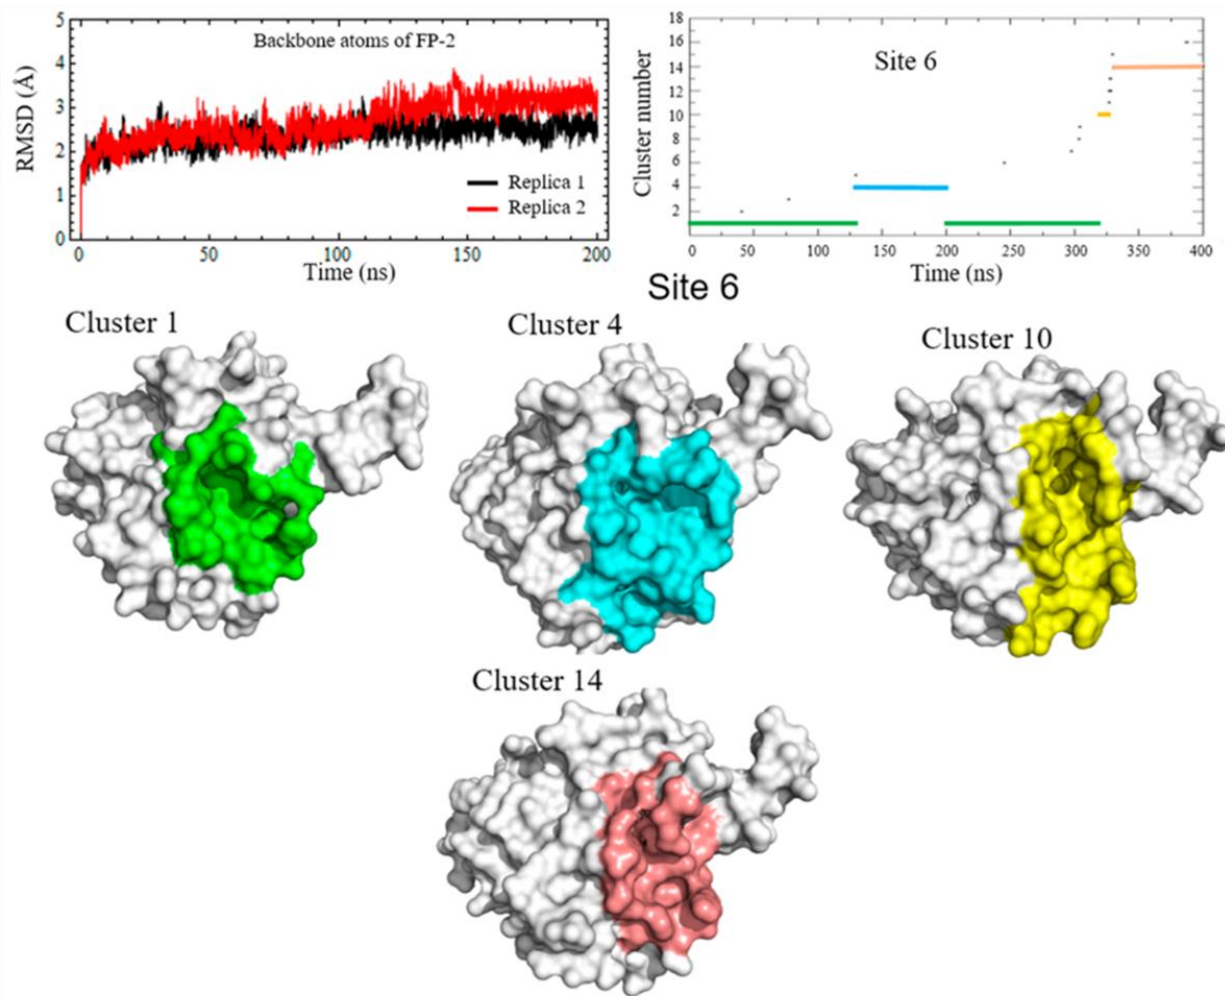 Backbone atoms of FP-2
RMSD (Å)
5
4
3
2
1
0
Replica 1
Replica 2
0 50 100 150 200
Time (ns)
Site 6
Cluster number
18
16
14
12
10
8
6
4
2
0 50 100 150 200 250 300 350 400
Time (ns)
Site 6
Cluster 1
Cluster 4
Cluster 10
Cluster 14